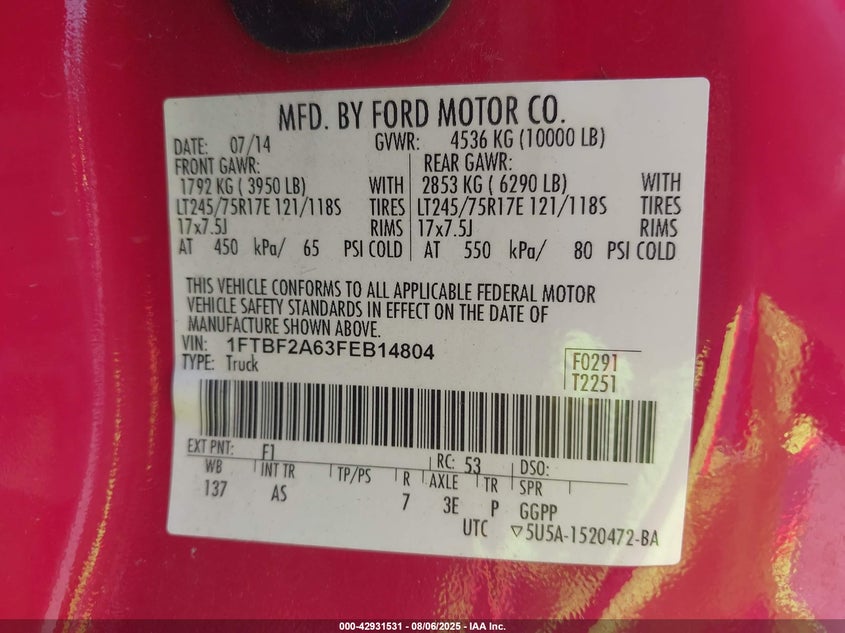 MFD. BY FORD MOTOR CO.
DATE: 07/14 GVWR: 4536 KG (10000 LB)
FRONT GAWR: REAR GAWR:
1792 KG ( 3950 LB) WITH 2853 KG ( 6290 LB) WITH
LT245/75R17E 121/118S TIRES LT245/75R17E 121/118S TIRES
17x7.5J RIMS 17x7.5J RIMS
AT 450 kPa/ 65 PSI COLD AT 550 kPa/ 80 PSI COLD
THIS VEHICLE CONFORMS TO ALL APPLICABLE FEDERAL MOTOR
VEHICLE SAFETY STANDARDS IN EFFECT ON THE DATE OF
MANUFACTURE SHOWN ABOVE.
VIN: 1FTBF2A63FEB14804
TYPE: Truck
F0291
T2251
EXT PNT: F1 RC: 53 DSO:
WB INT TR TP/PS R AXLE TR SPR
137 AS 7 3E P GGPP
UTC ▽5U5A-1520472-BA
000-42931531 - 08/06/2025 - IAA Inc.